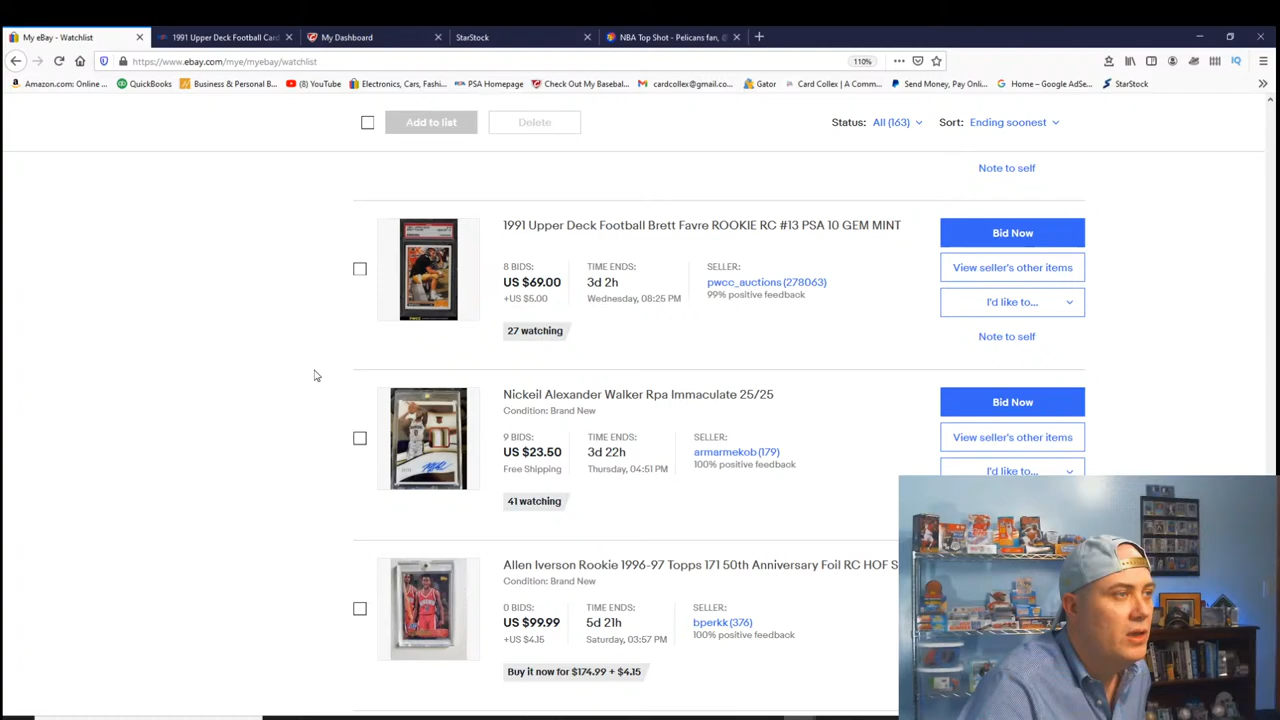 My eBay - Watchlist
1991 Upper Deck Football Card
My Dashboard
StarStock
NBA Top Shot - Pelicans fan, @
https://www.ebay.com/mye/myebay/watchlist
110%
Amazon.com: Online ...
QuickBooks
Business & Personal B...
(8) YouTube
Electronics, Cars, Fashi...
PSA Homepage
Check Out My Basebal...
cardcollex@gmail.co...
Gator
Card Collex | A Comm...
Send Money, Pay Onli...
Home – Google AdSe...
StarStock
Add to list
Delete
Status: All (163)
Sort: Ending soonest
Note to self
1991 Upper Deck Football Brett Favre ROOKIE RC #13 PSA 10 GEM MINT
Bid Now
8 BIDS:
TIME ENDS:
SELLER:
US $69.00
3d 2h
pwcc_auctions (278063)
+US $5.00
Wednesday, 08:25 PM
99% positive feedback
View seller's other items
I'd like to...
27 watching
Note to self
Nickeil Alexander Walker Rpa Immaculate 25/25
Condition: Brand New
Bid Now
9 BIDS:
TIME ENDS:
SELLER:
US $23.50
3d 22h
armarmekob (179)
Free Shipping
Thursday, 04:51 PM
100% positive feedback
View seller's other items
I'd like to...
41 watching
Allen Iverson Rookie 1996-97 Topps 171 50th Anniversary Foil RC HOF S
Condition: Brand New
0 BIDS:
TIME ENDS:
SELLER:
US $99.99
5d 21h
bperkk (376)
+US $4.15
Saturday, 03:57 PM
100% positive feedback
Buy it now for $174.99 + $4.15